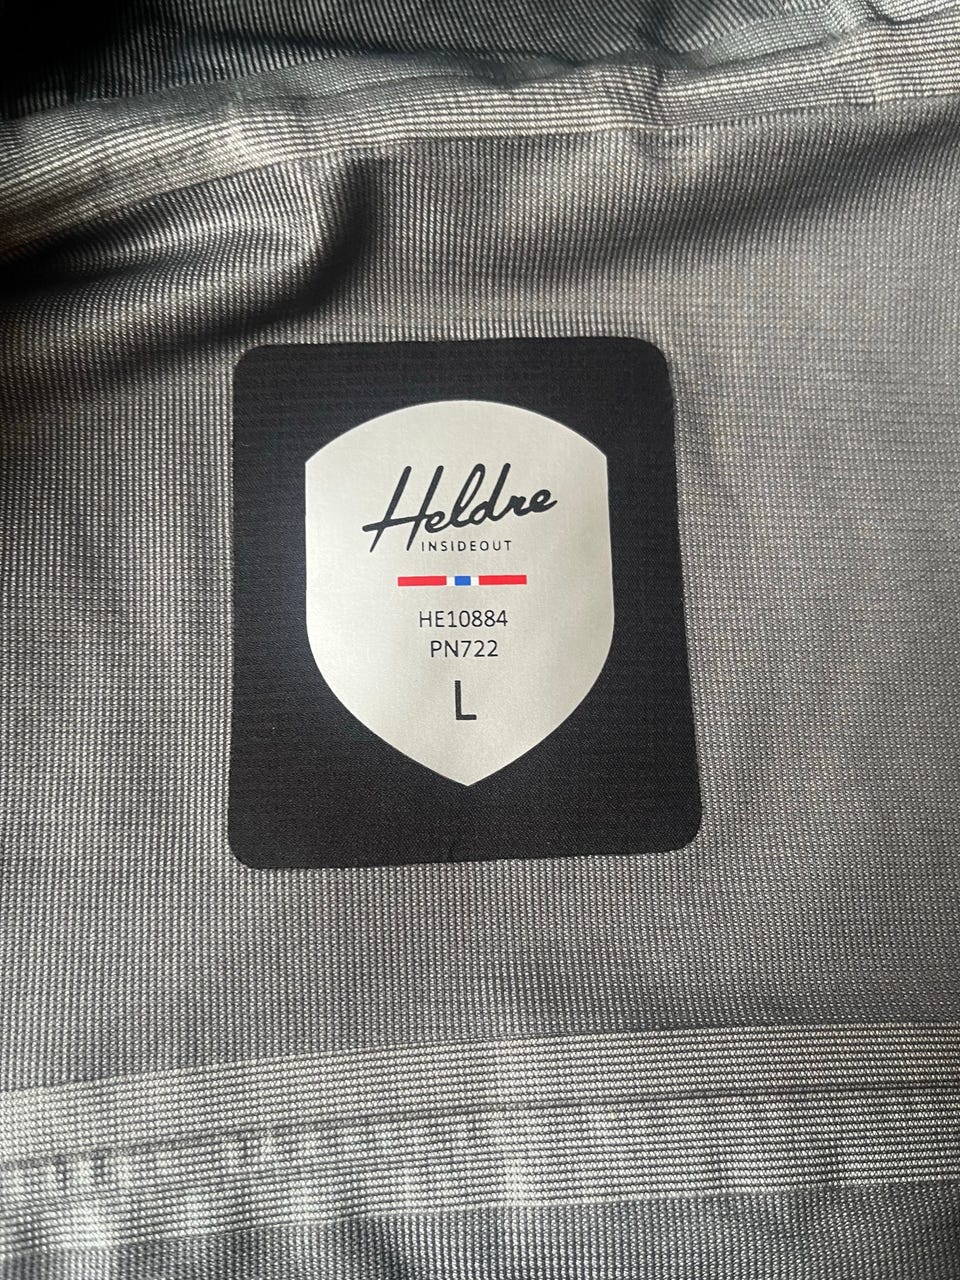 Heldre
INSIDEOUT
HE10884
PN722
L